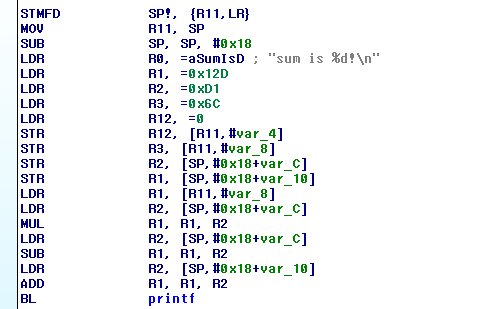 STMFD SP!, {R11,LR}
MOV R11, SP
SUB SP, SP, #0x18
LDR R0, =aSumIsD ; "sum is %d!\n"
LDR R1, =0x12D
LDR R2, =0xD1
LDR R3, =0x6C
LDR R12, =0
STR R12, [R11,#var_4]
STR R3, [R11,#var_8]
STR R2, [SP,#0x18+var_C]
STR R1, [SP,#0x18+var_10]
LDR R1, [R11,#var_8]
LDR R2, [SP,#0x18+var_C]
MUL R1, R1, R2
LDR R2, [SP,#0x18+var_C]
SUB R1, R1, R2
LDR R2, [SP,#0x18+var_10]
ADD R1, R1, R2
BL printf